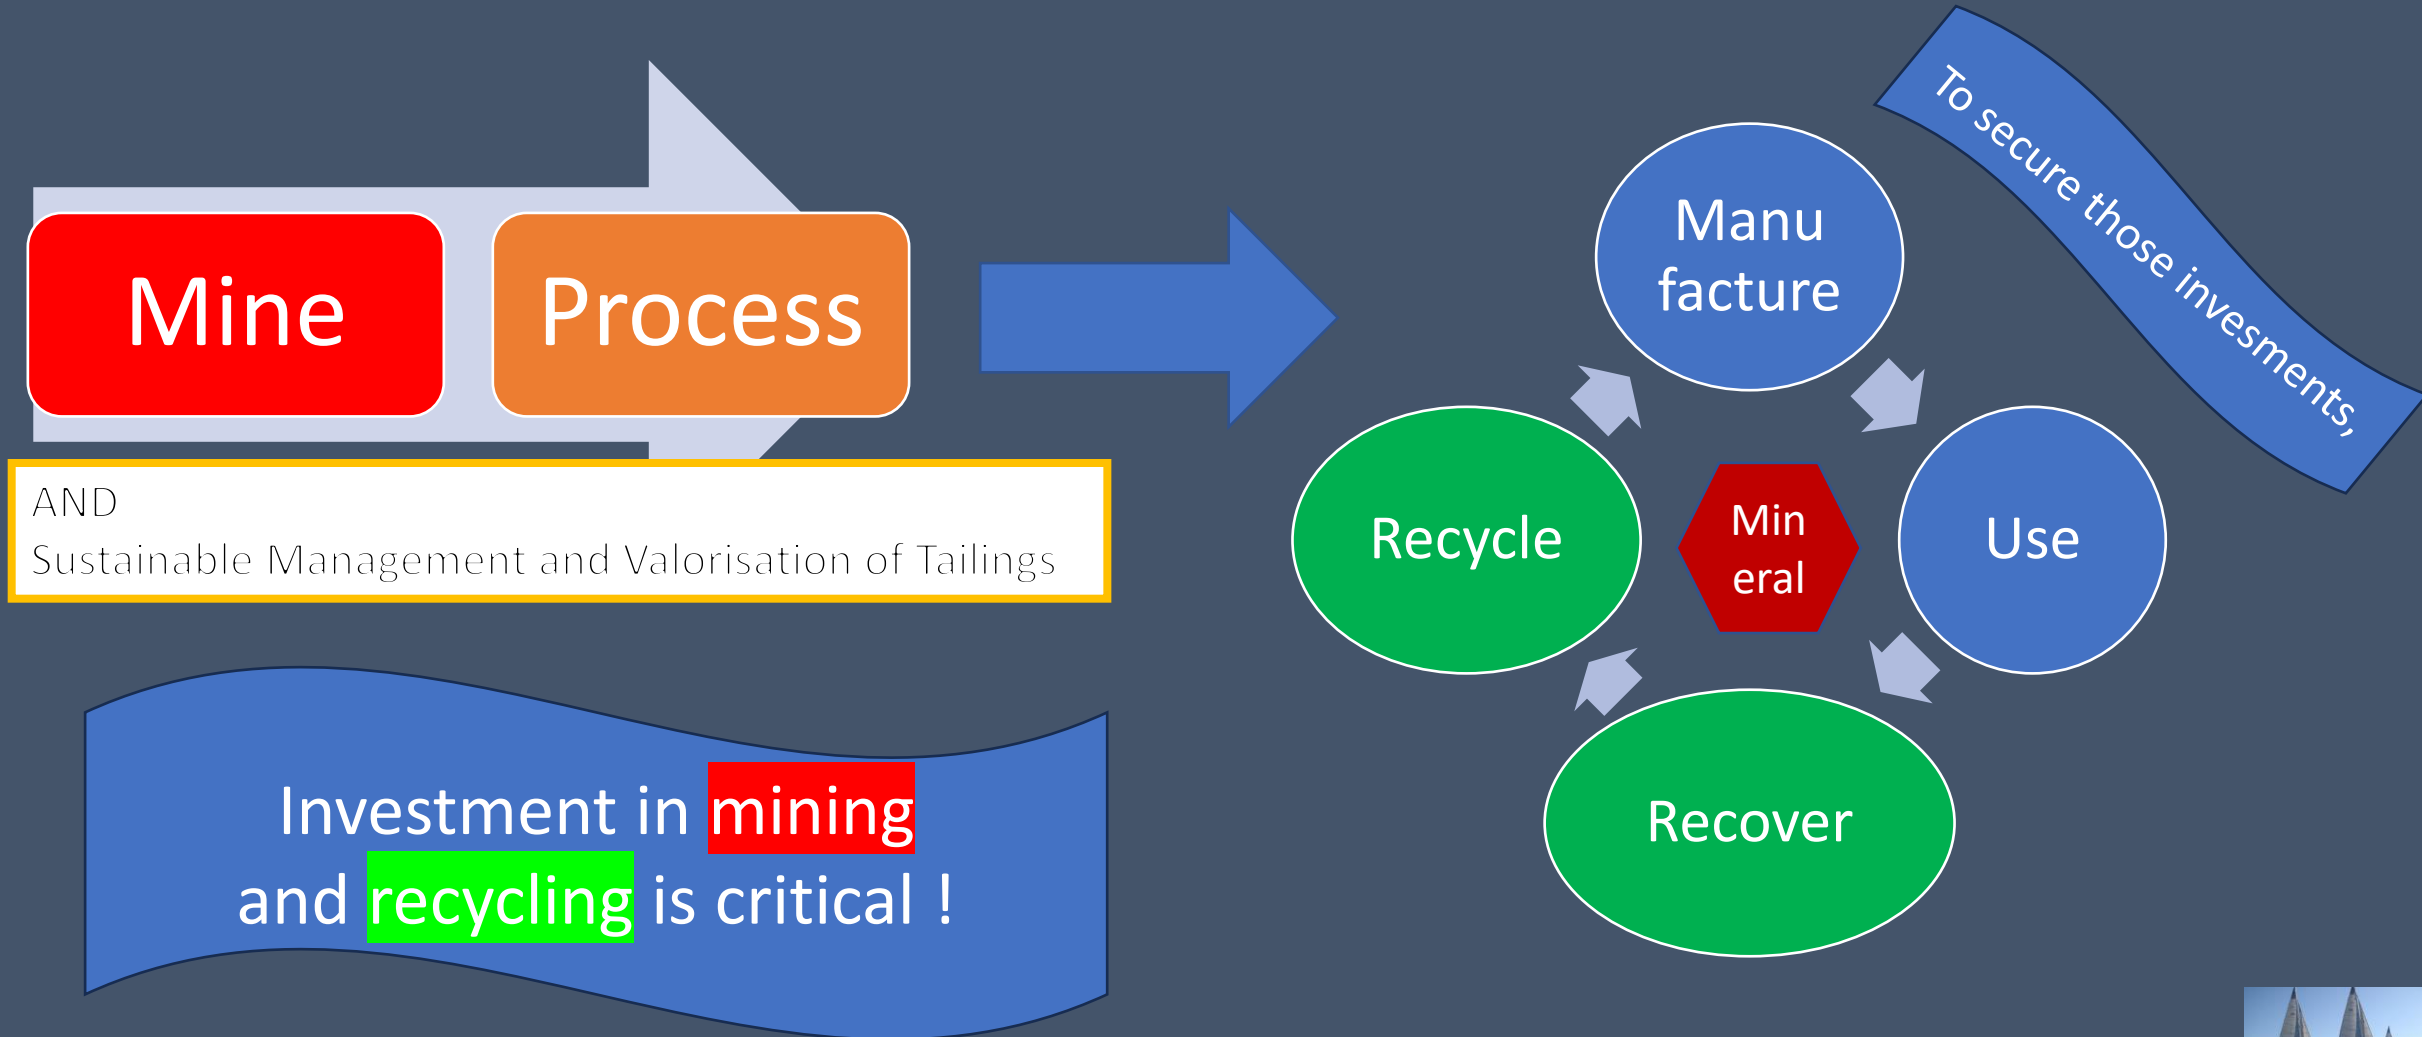 Mine
Process
AND
Sustainable Management and Valorisation of Tailings
Investment in mining
and recycling is critical !
Manu
facture
Use
Recover
Recycle
Min
eral
To secure those invesments,